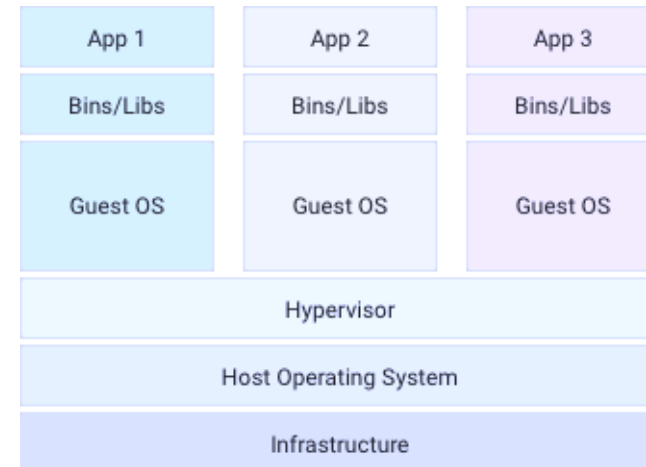 App 1
App 2
App 3
Bins/Libs
Bins/Libs
Bins/Libs
Guest OS
Guest OS
Guest OS
Hypervisor
Host Operating System
Infrastructure